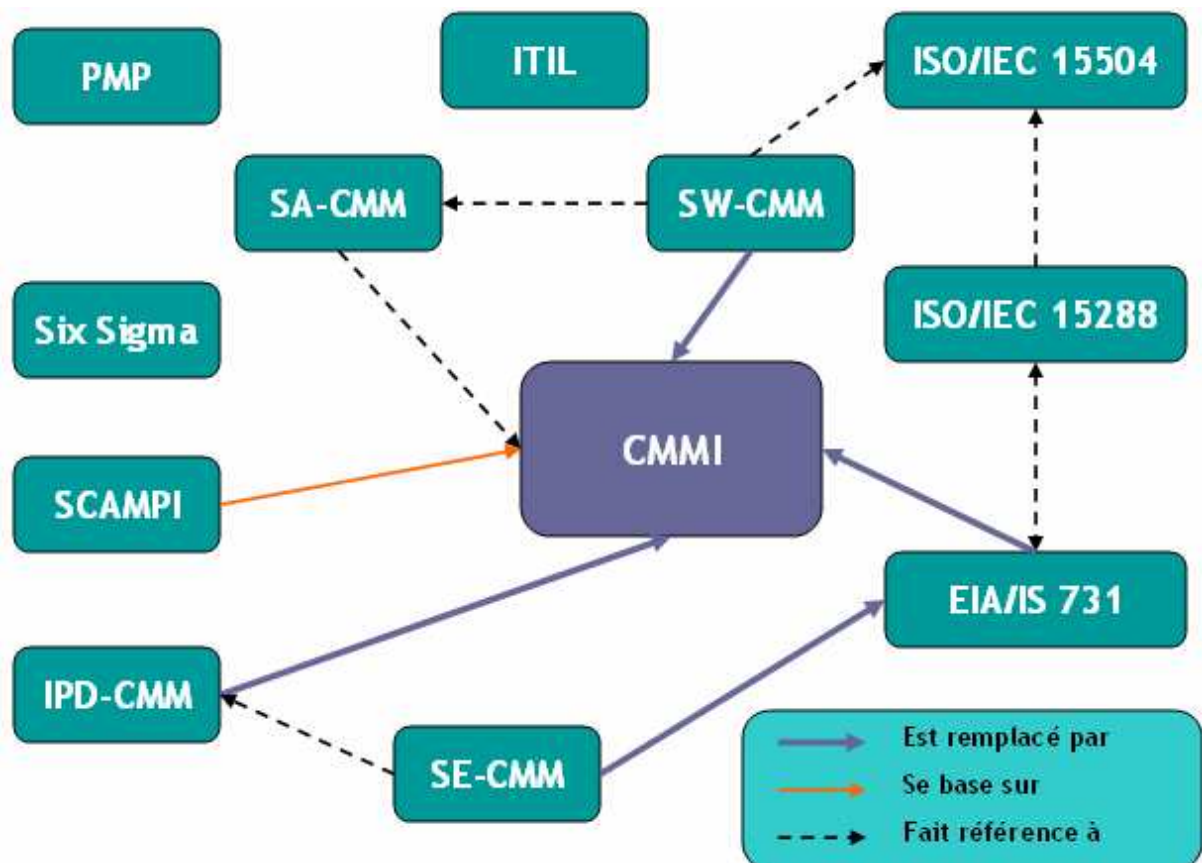 PMP
ITIL
ISO/IEC 15504
SA-CMM
SW-CMM
Six Sigma
ISO/IEC 15288
CMMI
SCAMPI
EIA/IS 731
IPD-CMM
SE-CMM
Est remplacé par
Se base sur
Fait référence à